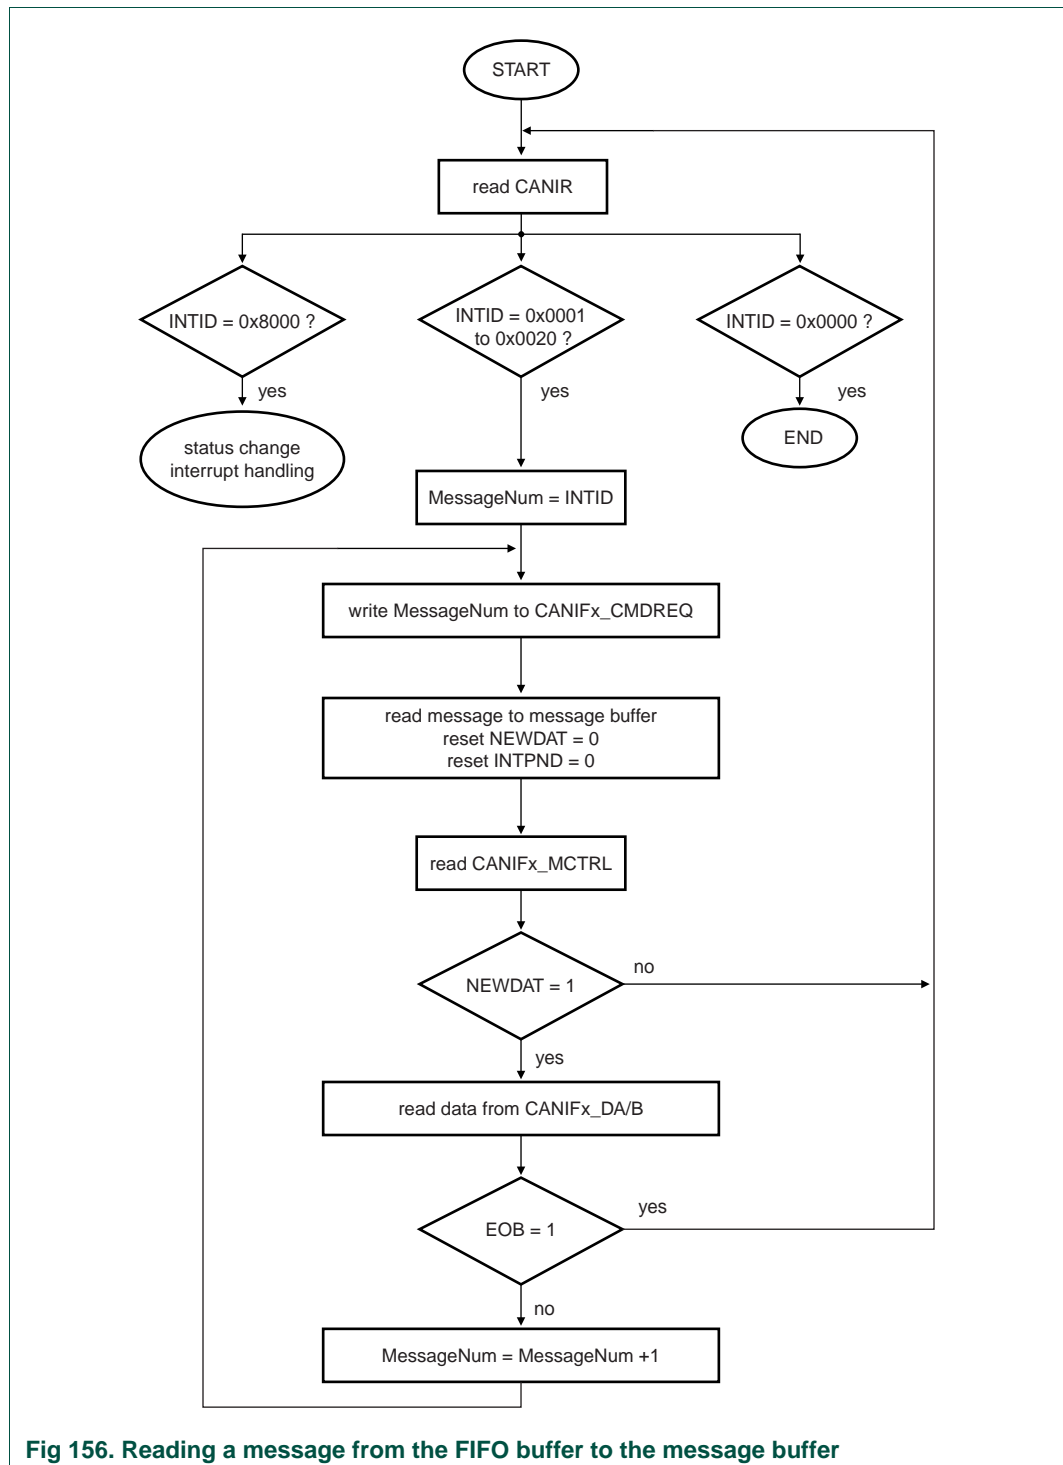 START
read CANIR
INTID = 0x8000 ?
INTID = 0x0001
to 0x0020 ?
INTID = 0x0000 ?
yes
yes
yes
status change
interrupt handling
END
MessageNum = INTID
write MessageNum to CANIFx_CMDREQ
read message to message buffer
reset NEWDAT = 0
reset INTPND = 0
read CANIFx_MCTRL
NEWDAT = 1
no
yes
read data from CANIFx_DA/B
EOB = 1
yes
no
MessageNum = MessageNum +1
Fig 156. Reading a message from the FIFO buffer to the message buffer